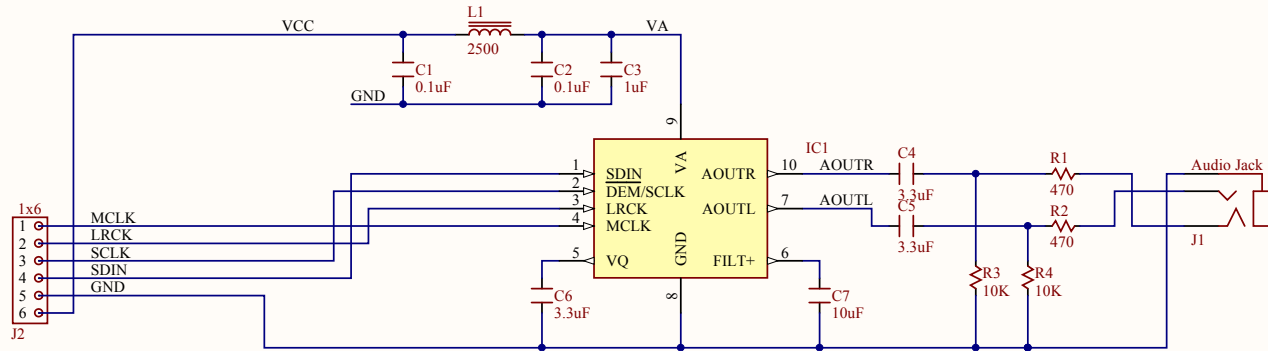 L1
VCC
VA
2500
C1
0.1uF
C2
0.1uF
C3
1uF
GND
9
IC1
VA
1 SDIN
2 DEM/SCLK
3 LRCK
4 MCLK
5 VQ
AOUTR 10 AOUTR
AOUTL 7 AOUTL
FILT+ 6
GND
8
C4
3.3uF
C5
3.3uF
R1
470
R2
470
Audio Jack
J1
R3
10K
R4
10K
1x6
1 MCLK
2 LRCK
3 SCLK
4 SDIN
5 GND
6
J2
C6
3.3uF
C7
10uF